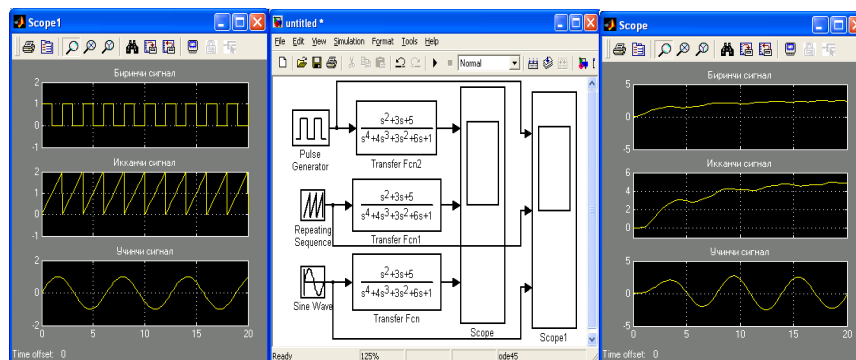 Scope1
Биринчи сигнал
2
1
0
-1
Икканчи сигнал
2
1
0
-1
Учинчи сигнал
2
0
-2
0 5 10 15 20
Time offset: 0
untitled *
File Edit View Simulation Format Tools Help
Normal
Pulse
Generator
s²+3s+5
s⁴+4s³+3s²+6s+1
Transfer Fcn2
Repeating
Sequence
s²+3s+5
s⁴+4s³+3s²+6s+1
Transfer Fcn1
Sine Wave
s²+3s+5
s⁴+4s³+3s²+6s+1
Transfer Fcn
Scope
Scope1
Ready 125% ode45
Scope
Биринчи сигнал
5
0
-5
Икканчи сигнал
6
4
2
0
Учинчи сигнал
5
0
-5
0 5 10 15 20
Time offset: 0